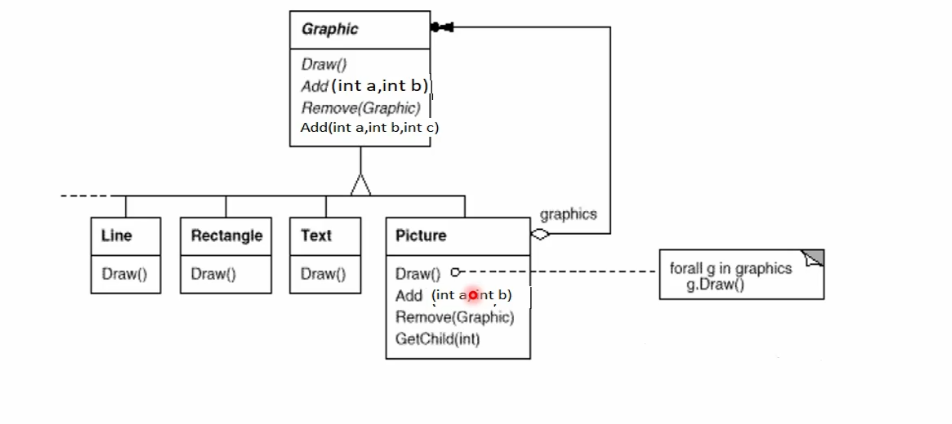 Graphic
Draw()
Add (int a,int b)
Remove(Graphic)
Add(int a,int b,int c)
graphics
Line
Draw()
Rectangle
Draw()
Text
Draw()
Picture
Draw()
Add (int a,int b)
Remove(Graphic)
GetChild(int)
forall g in graphics
g.Draw()